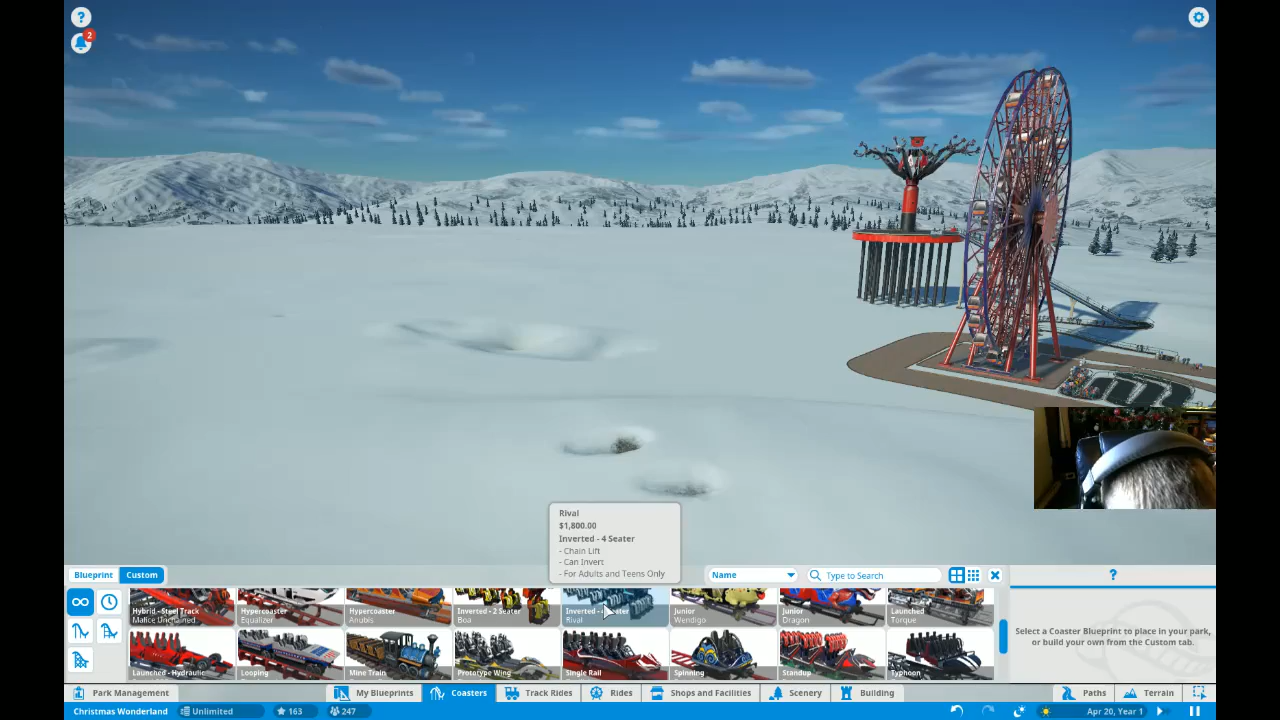 ?
2
Rival
$1,800.00
Inverted - 4 Seater
- Chain Lift
- Can Invert
- For Adults and Teens Only
Blueprint Custom Name Type to Search ?
Hybrid - Steel Track Hypercoaster Hypercoaster Inverted - 2 Seater Inverted - 4 Seater Junior Junior Launched
Malice Unchained Equalizer Anubis Boa Rival Wendigo Dragon Torque
Launched - Hydraulic Looping Mine Train Prototype Wing Single Rail Spinning Standup Typhoon
Select a Coaster Blueprint to place in your park,
or build your own from the Custom tab.
Park Management My Blueprints Coasters Track Rides Rides Shops and Facilities Scenery Building Paths Terrain
Christmas Wonderland Unlimited 163 247 Apr 20, Year 1